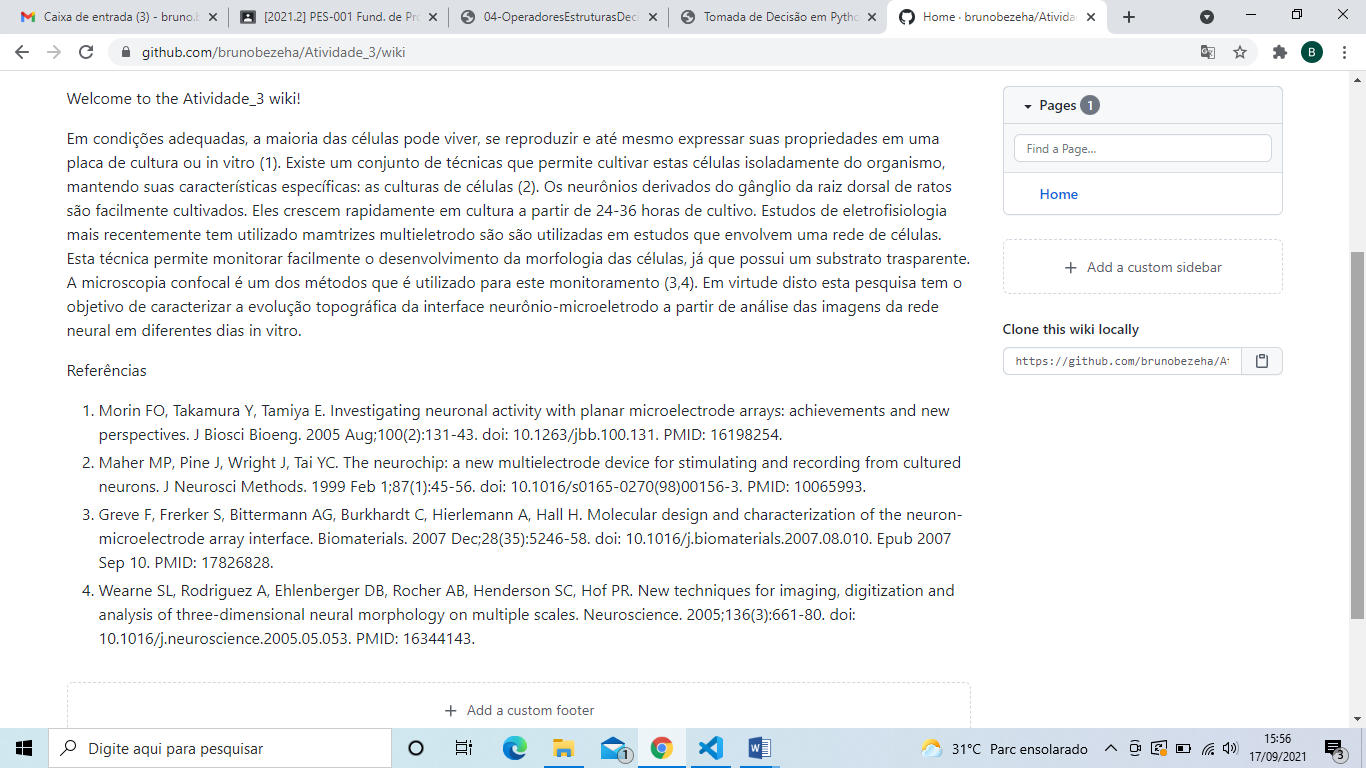 Caixa de entrada (3) - bruno.b
[2021.2] PES-001 Fund. de Pro
04-OperadoresEstruturasDeci
Tomada de Decisão em Pytho
Home · brunobezeha/Ativida
github.com/brunobezeha/Atividade_3/wiki
B
Welcome to the Atividade_3 wiki!
Em condições adequadas, a maioria das células pode viver, se reproduzir e até mesmo expressar suas propriedades em uma
placa de cultura ou in vitro (1). Existe um conjunto de técnicas que permite cultivar estas células isoladamente do organismo,
mantendo suas características específicas: as culturas de células (2). Os neurônios derivados do gânglio da raiz dorsal de ratos
são facilmente cultivados. Eles crescem rapidamente em cultura a partir de 24-36 horas de cultivo. Estudos de eletrofisiologia
mais recentemente tem utilizado mamtrizes multieletrodo são são utilizadas em estudos que envolvem uma rede de células.
Esta técnica permite monitorar facilmente o desenvolvimento da morfologia das células, já que possui um substrato trasparente.
A microscopia confocal é um dos métodos que é utilizado para este monitoramento (3,4). Em virtude disto esta pesquisa tem o
objetivo de caracterizar a evolução topográfica da interface neurônio-microeletrodo a partir de análise das imagens da rede
neural em diferentes dias in vitro.
Referências
1. Morin FO, Takamura Y, Tamiya E. Investigating neuronal activity with planar microelectrode arrays: achievements and new
perspectives. J Biosci Bioeng. 2005 Aug;100(2):131-43. doi: 10.1263/jbb.100.131. PMID: 16198254.
2. Maher MP, Pine J, Wright J, Tai YC. The neurochip: a new multielectrode device for stimulating and recording from cultured
neurons. J Neurosci Methods. 1999 Feb 1;87(1):45-56. doi: 10.1016/s0165-0270(98)00156-3. PMID: 10065993.
3. Greve F, Frerker S, Bittermann AG, Burkhardt C, Hierlemann A, Hall H. Molecular design and characterization of the neuron-
microelectrode array interface. Biomaterials. 2007 Dec;28(35):5246-58. doi: 10.1016/j.biomaterials.2007.08.010. Epub 2007
Sep 10. PMID: 17826828.
4. Wearne SL, Rodriguez A, Ehlenberger DB, Rocher AB, Henderson SC, Hof PR. New techniques for imaging, digitization and
analysis of three-dimensional neural morphology on multiple scales. Neuroscience. 2005;136(3):661-80. doi:
10.1016/j.neuroscience.2005.05.053. PMID: 16344143.
Add a custom footer
Pages 1
Find a Page...
Home
Add a custom sidebar
Clone this wiki locally
https://github.com/brunobezeha/At
Digite aqui para pesquisar
1
31°C Parc ensolarado
15:56
17/09/2021
3